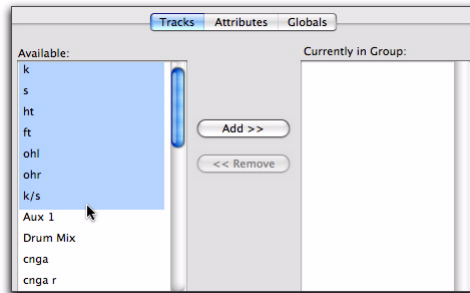 Tracks Attributes Globals
Available:
Currently in Group:
k
s
ht
ft
ohl
ohr
k/s
Aux 1
Drum Mix
cnga
cnga r
Add >>
<< Remove